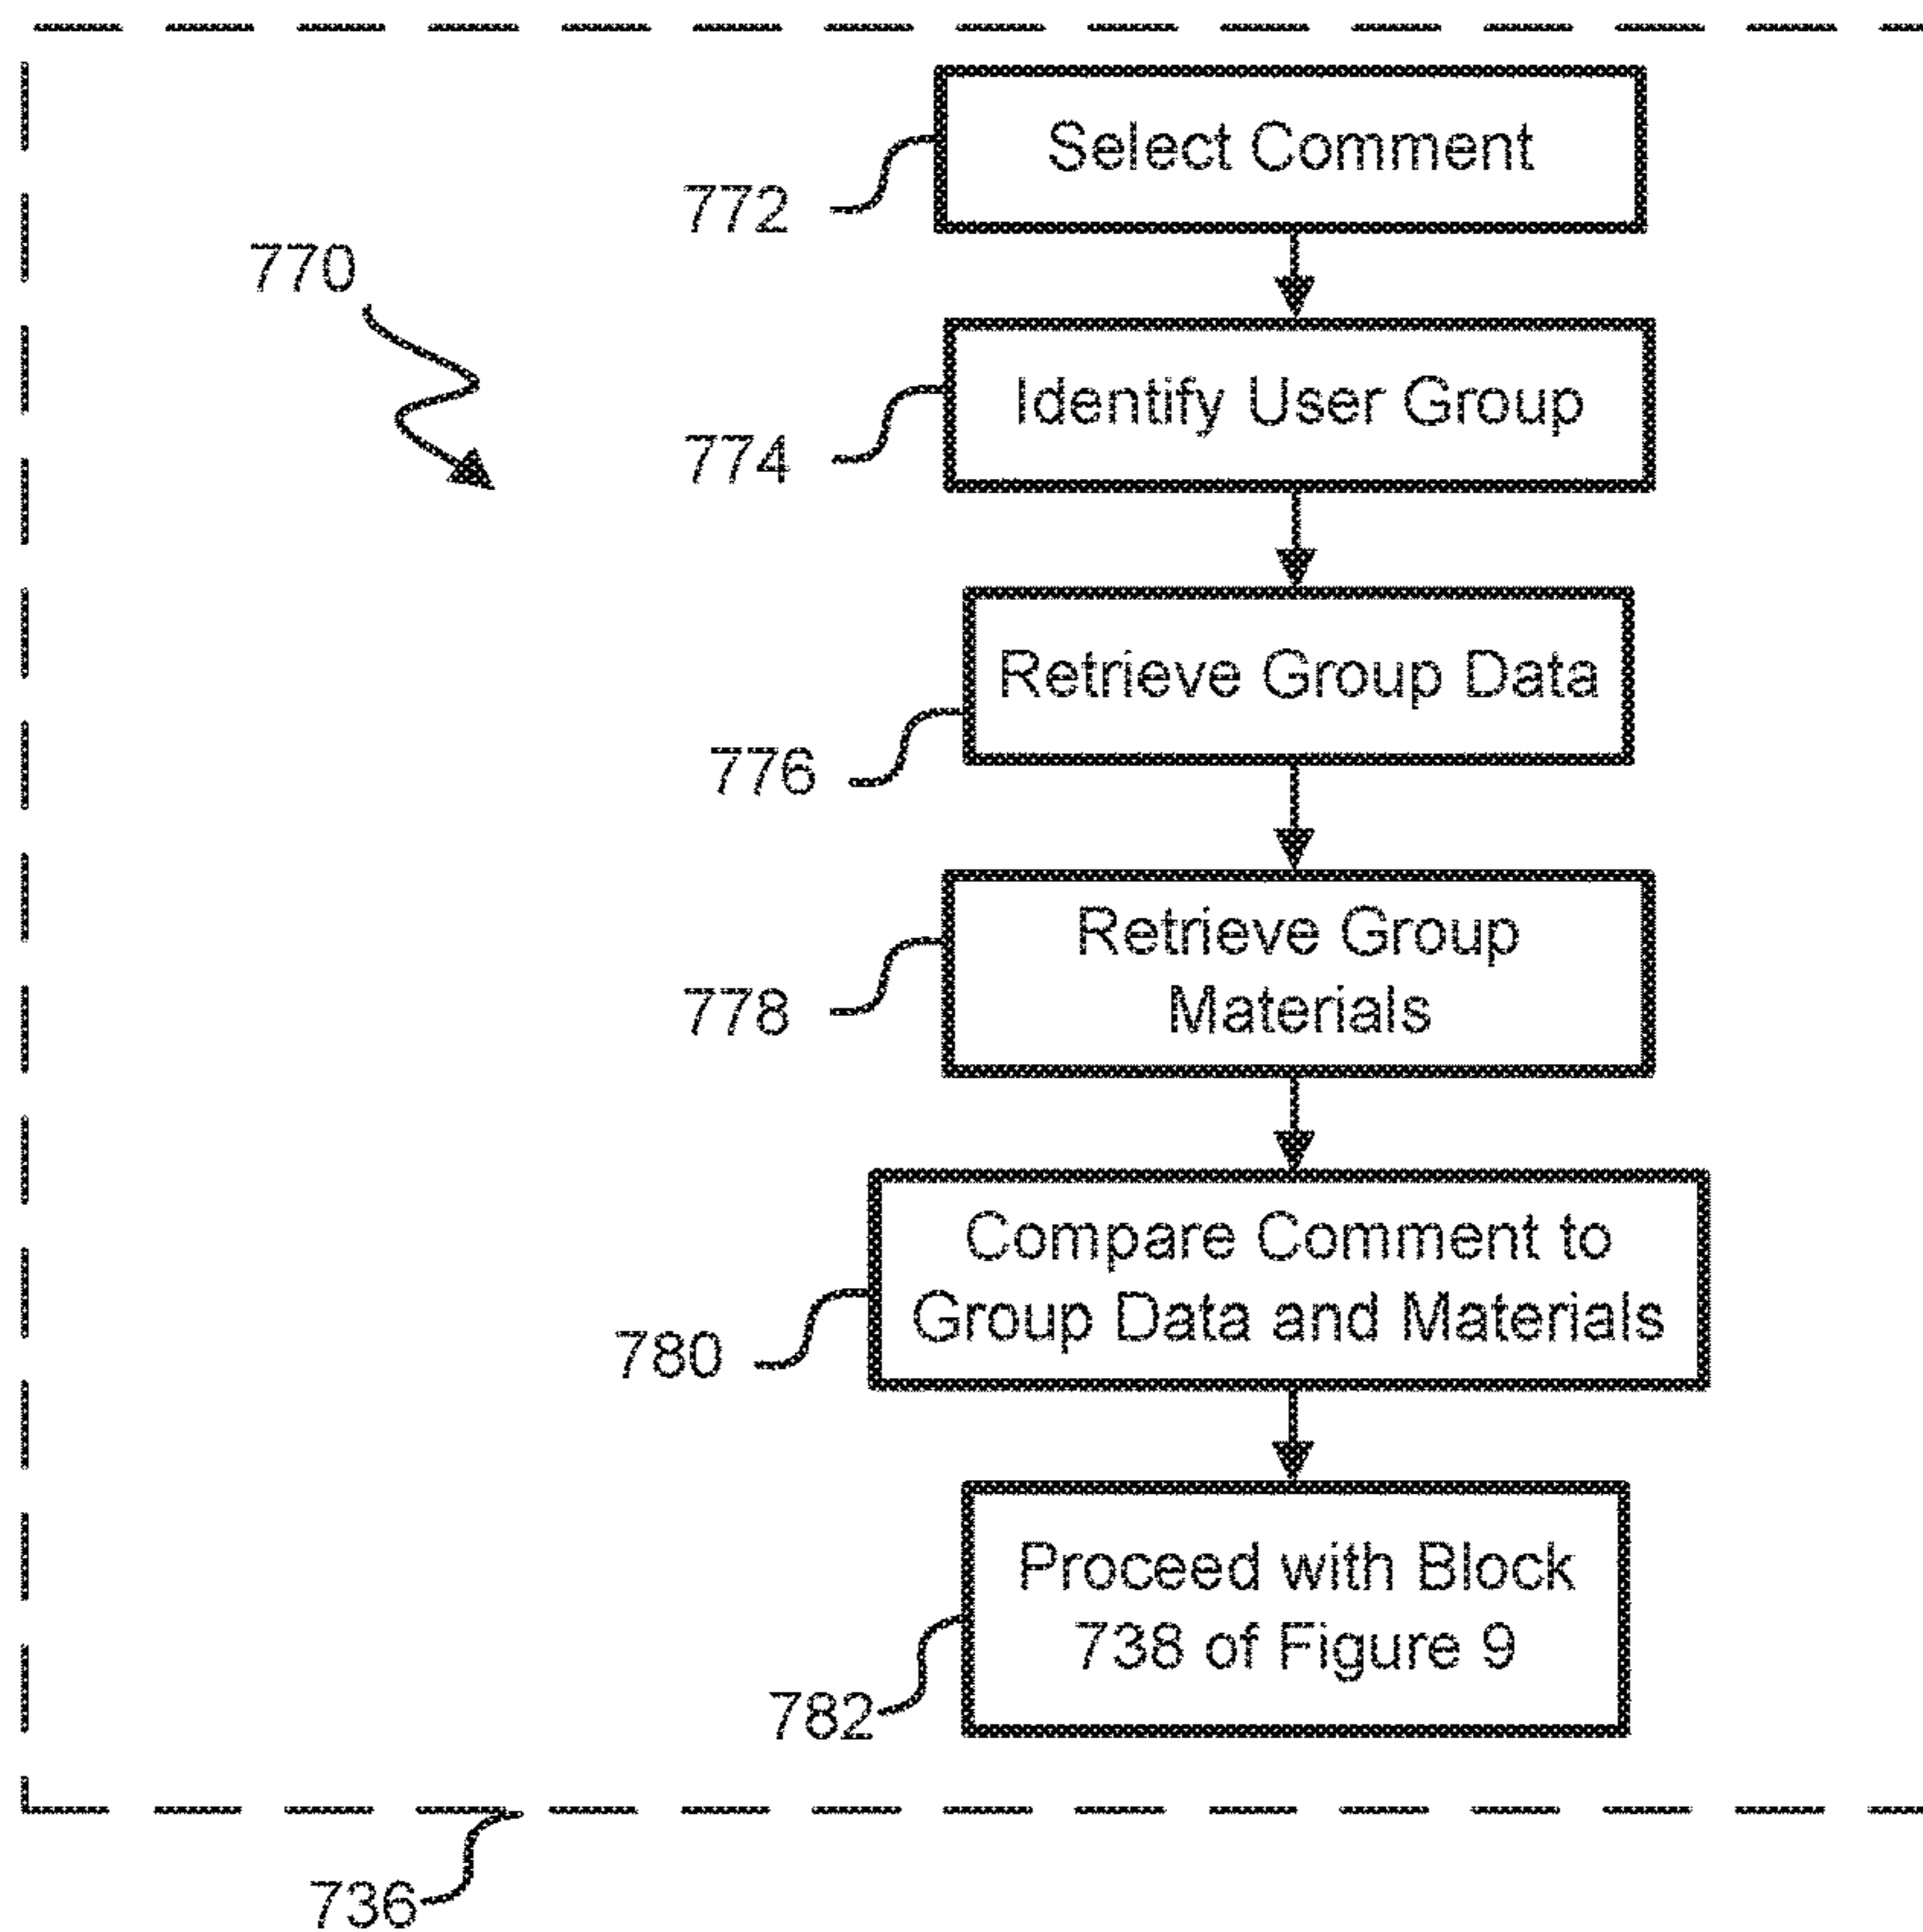 Select Comment
772
770
Identify User Group
774
Retrieve Group Data
776
Retrieve Group
Materials
778
Compare Comment to
Group Data and Materials
780
Proceed with Block
738 of Figure 9
782
736